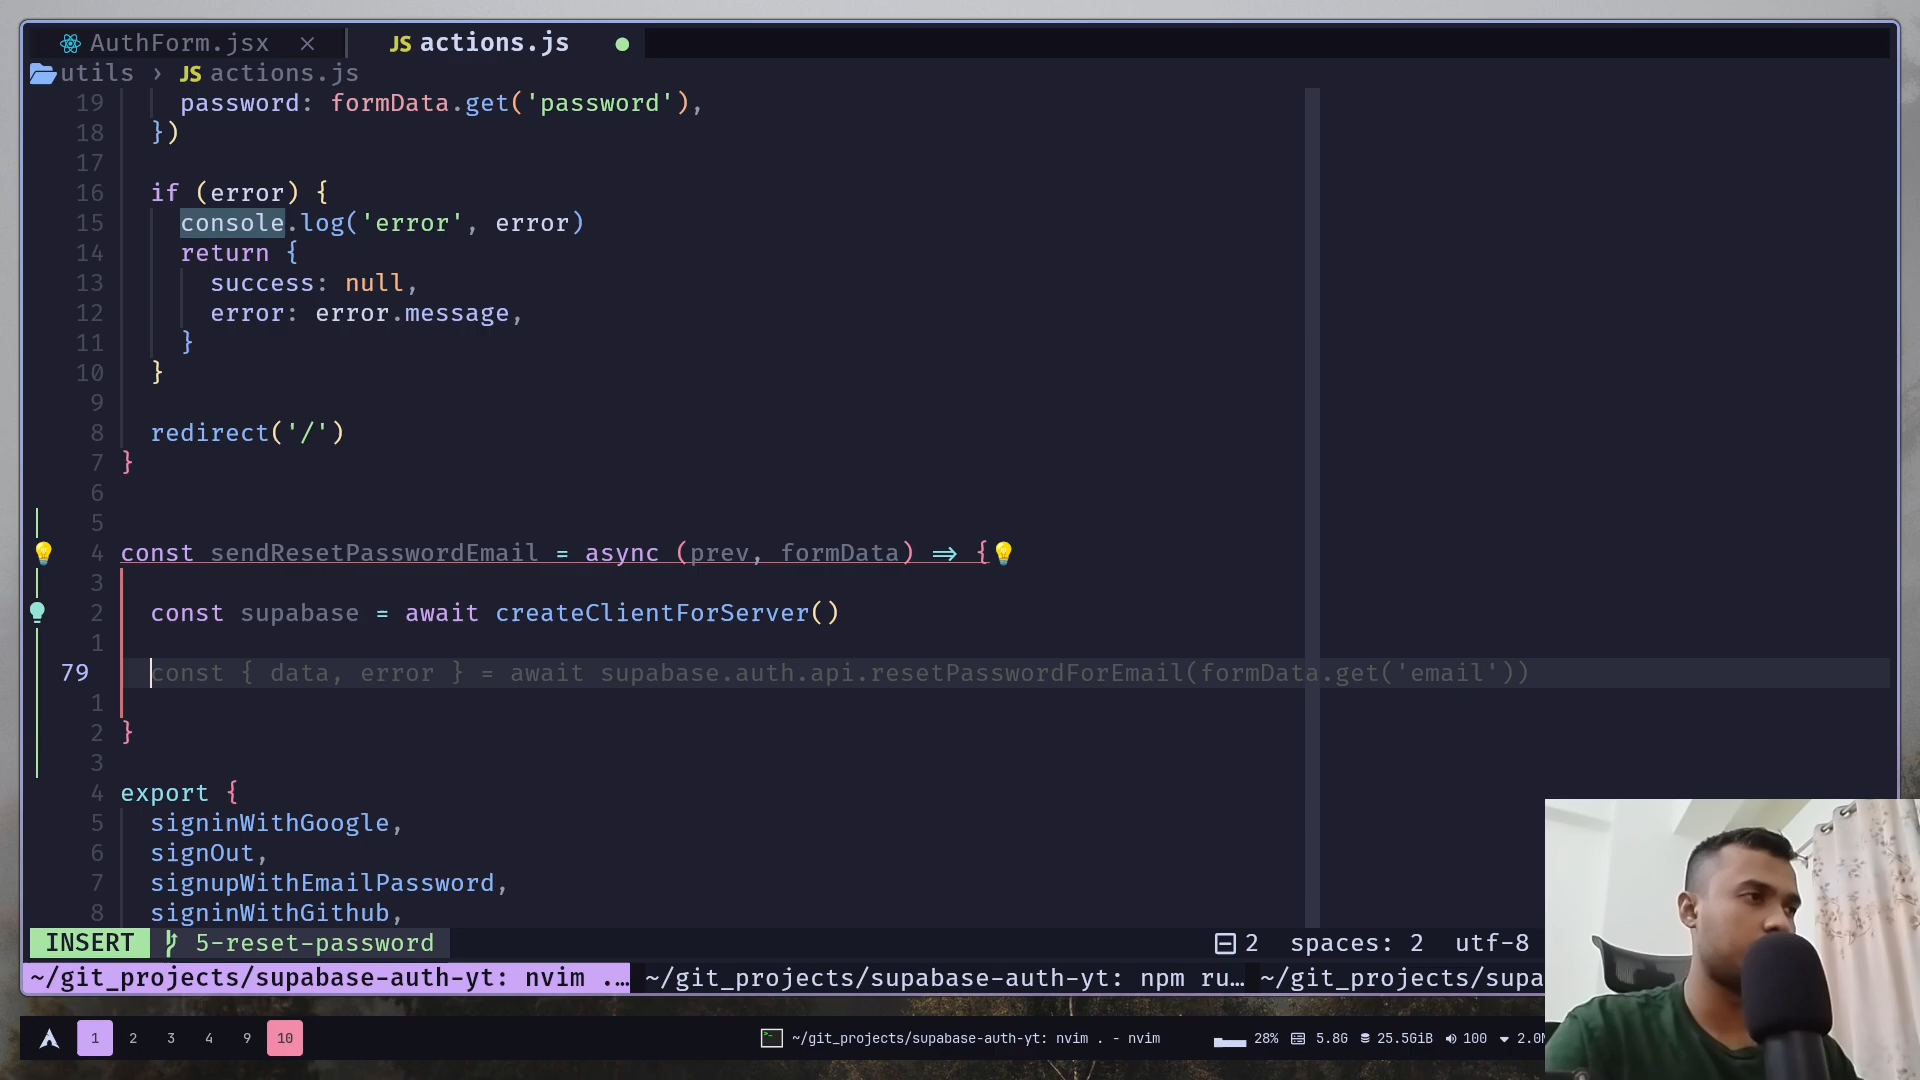 AuthForm.jsx × JS actions.js
utils › JS actions.js
19 password: formData.get('password'),
18 })
17
16 if (error) {
15 console.log('error', error)
14 return {
13 success: null,
12 error: error.message,
11 }
10 }
9
8 redirect('/')
7 }
6
5
4 const sendResetPasswordEmail = async (prev, formData) => {
3
2 const supabase = await createClientForServer()
1
79 const { data, error } = await supabase.auth.api.resetPasswordForEmail(formData.get('email'))
1
2 }
3
4 export {
5 signinWithGoogle,
6 signOut,
7 signupWithEmailPassword,
8 signinWithGithub,
INSERT 5-reset-password 2 spaces: 2 utf-8
~/git_projects/supabase-auth-yt: nvim .… ~/git_projects/supabase-auth-yt: npm ru… ~/git_projects/supa
1 2 3 4 9 10 ~/git_projects/supabase-auth-yt: nvim . - nvim 28% 5.8G 25.5GiB 100